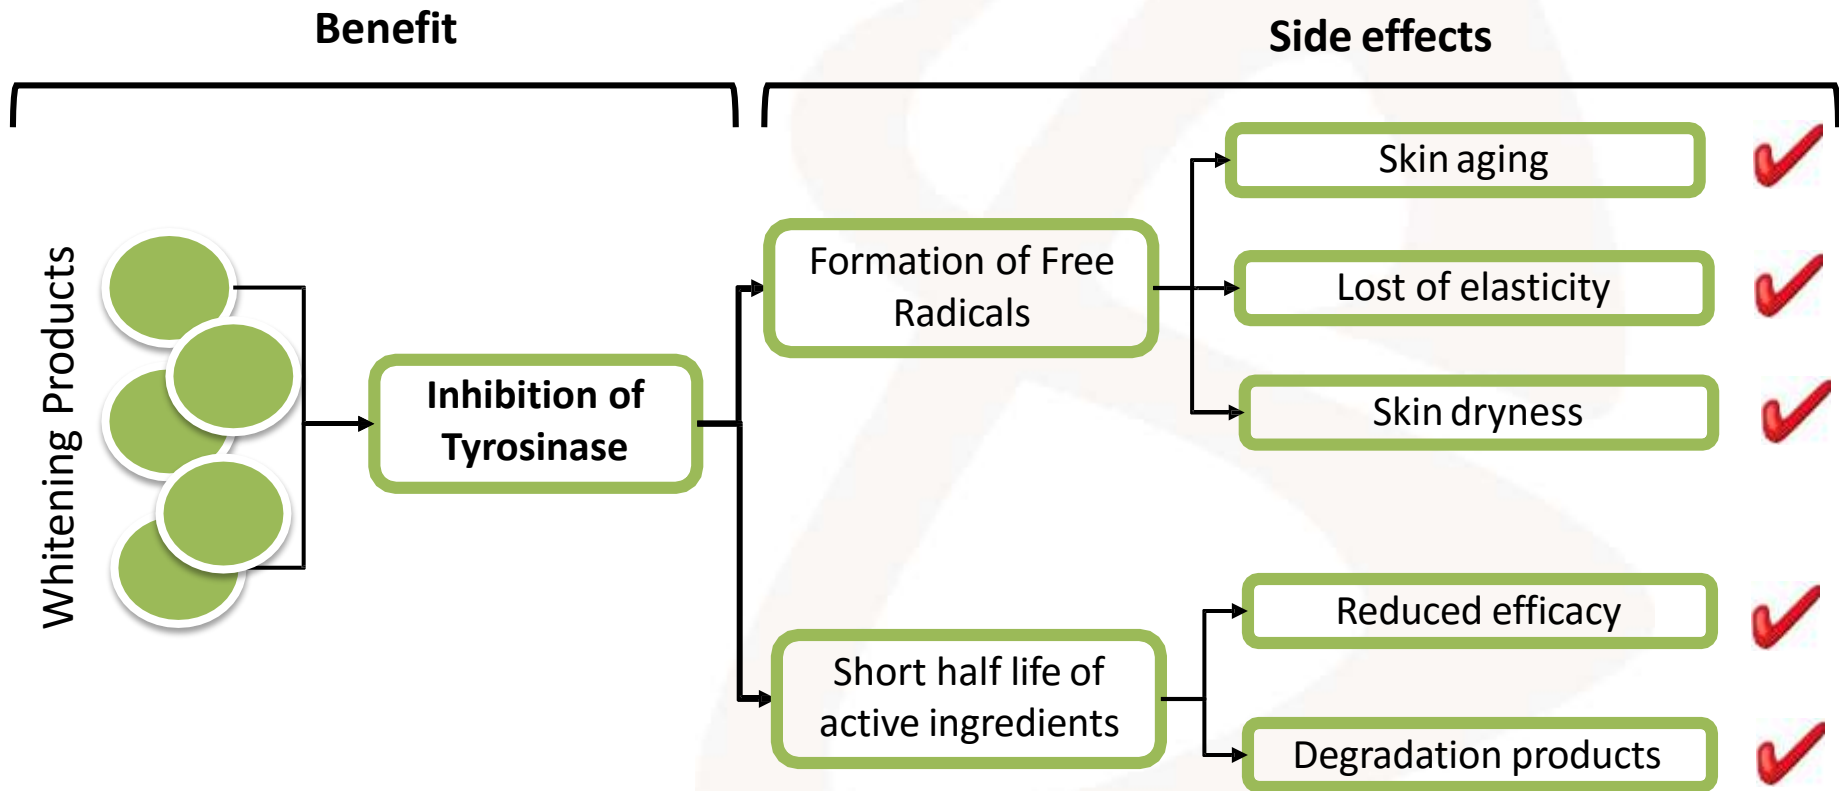 Benefit
Side effects
Whitening Products
Inhibition of
Tyrosinase
Formation of Free
Radicals
Skin aging
Lost of elasticity
Skin dryness
Short half life of
active ingredients
Reduced efficacy
Degradation products